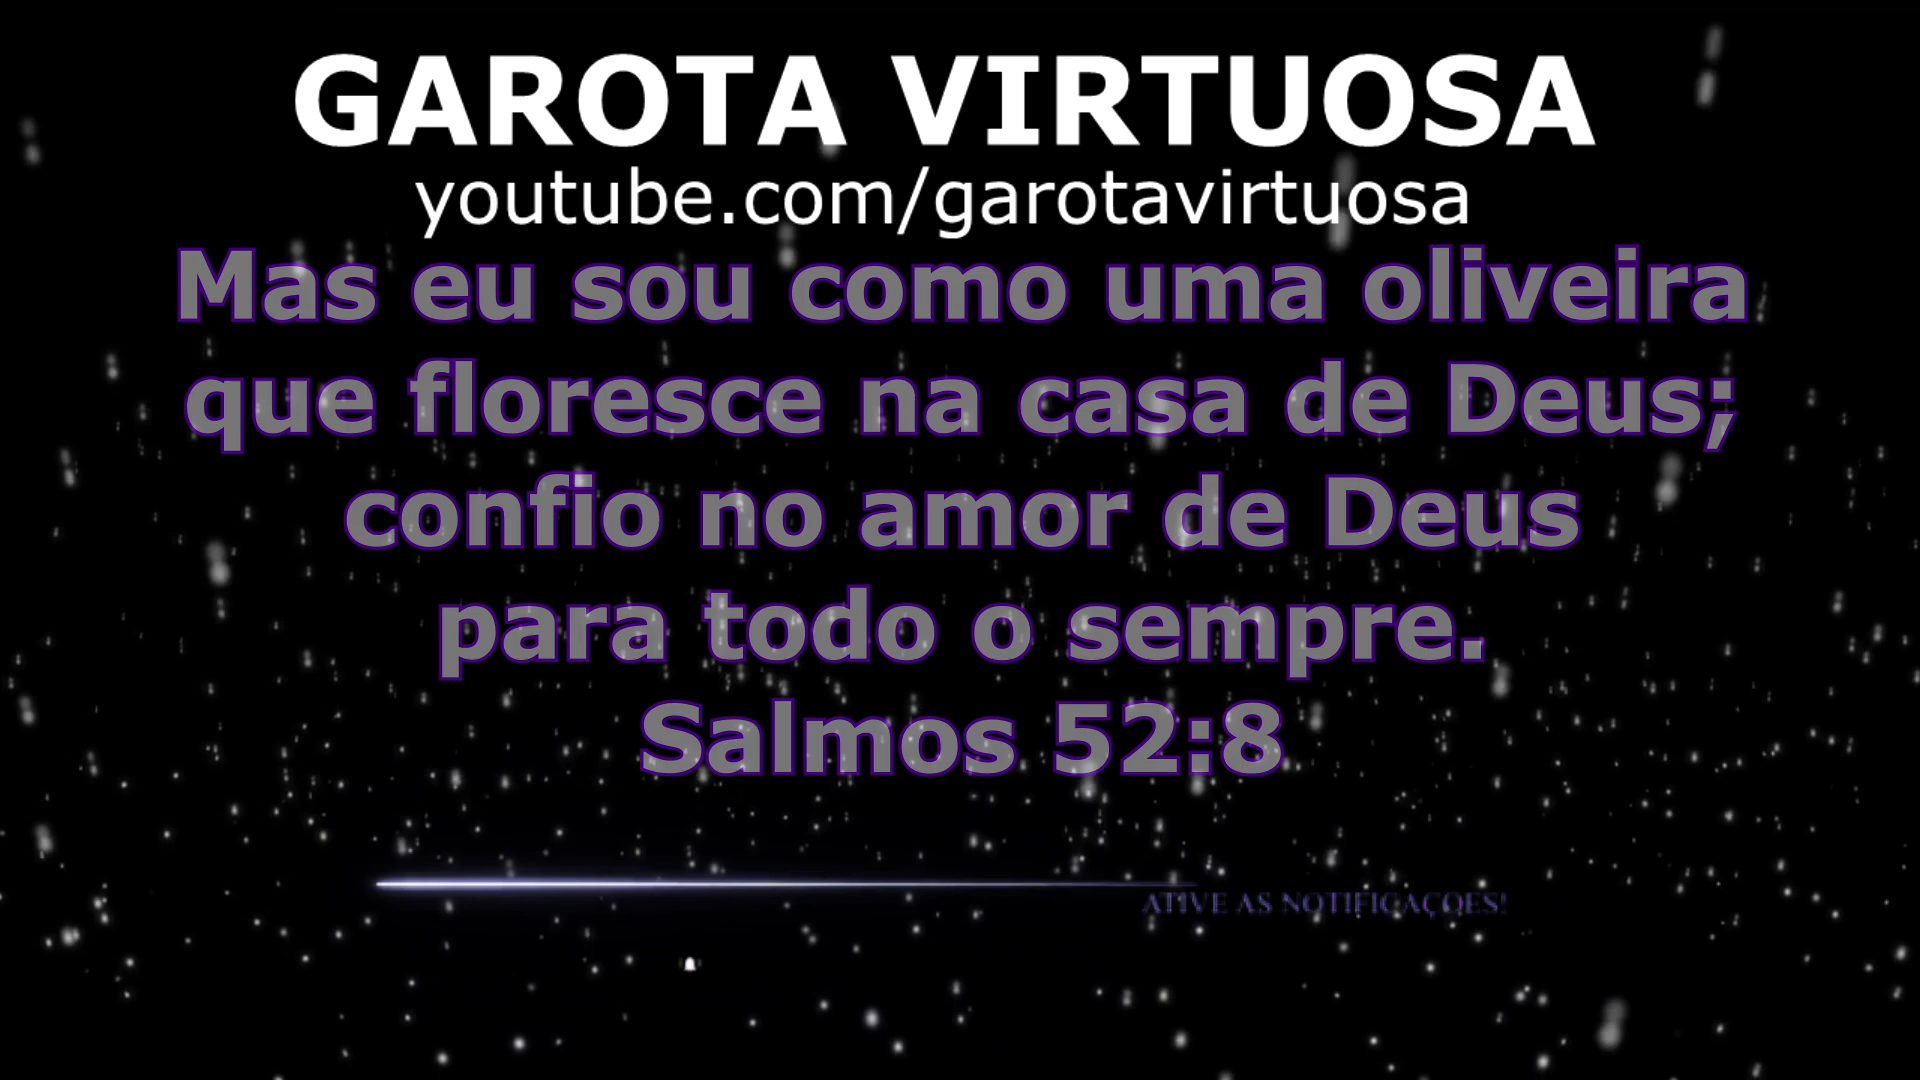 GAROTA VIRTUOSA
youtube.com/garotavirtuosa
Mas eu sou como uma oliveira
que floresce na casa de Deus;
confio no amor de Deus
para todo o sempre.
Salmos 52:8
ATIVE AS NOTIFICAÇOES!